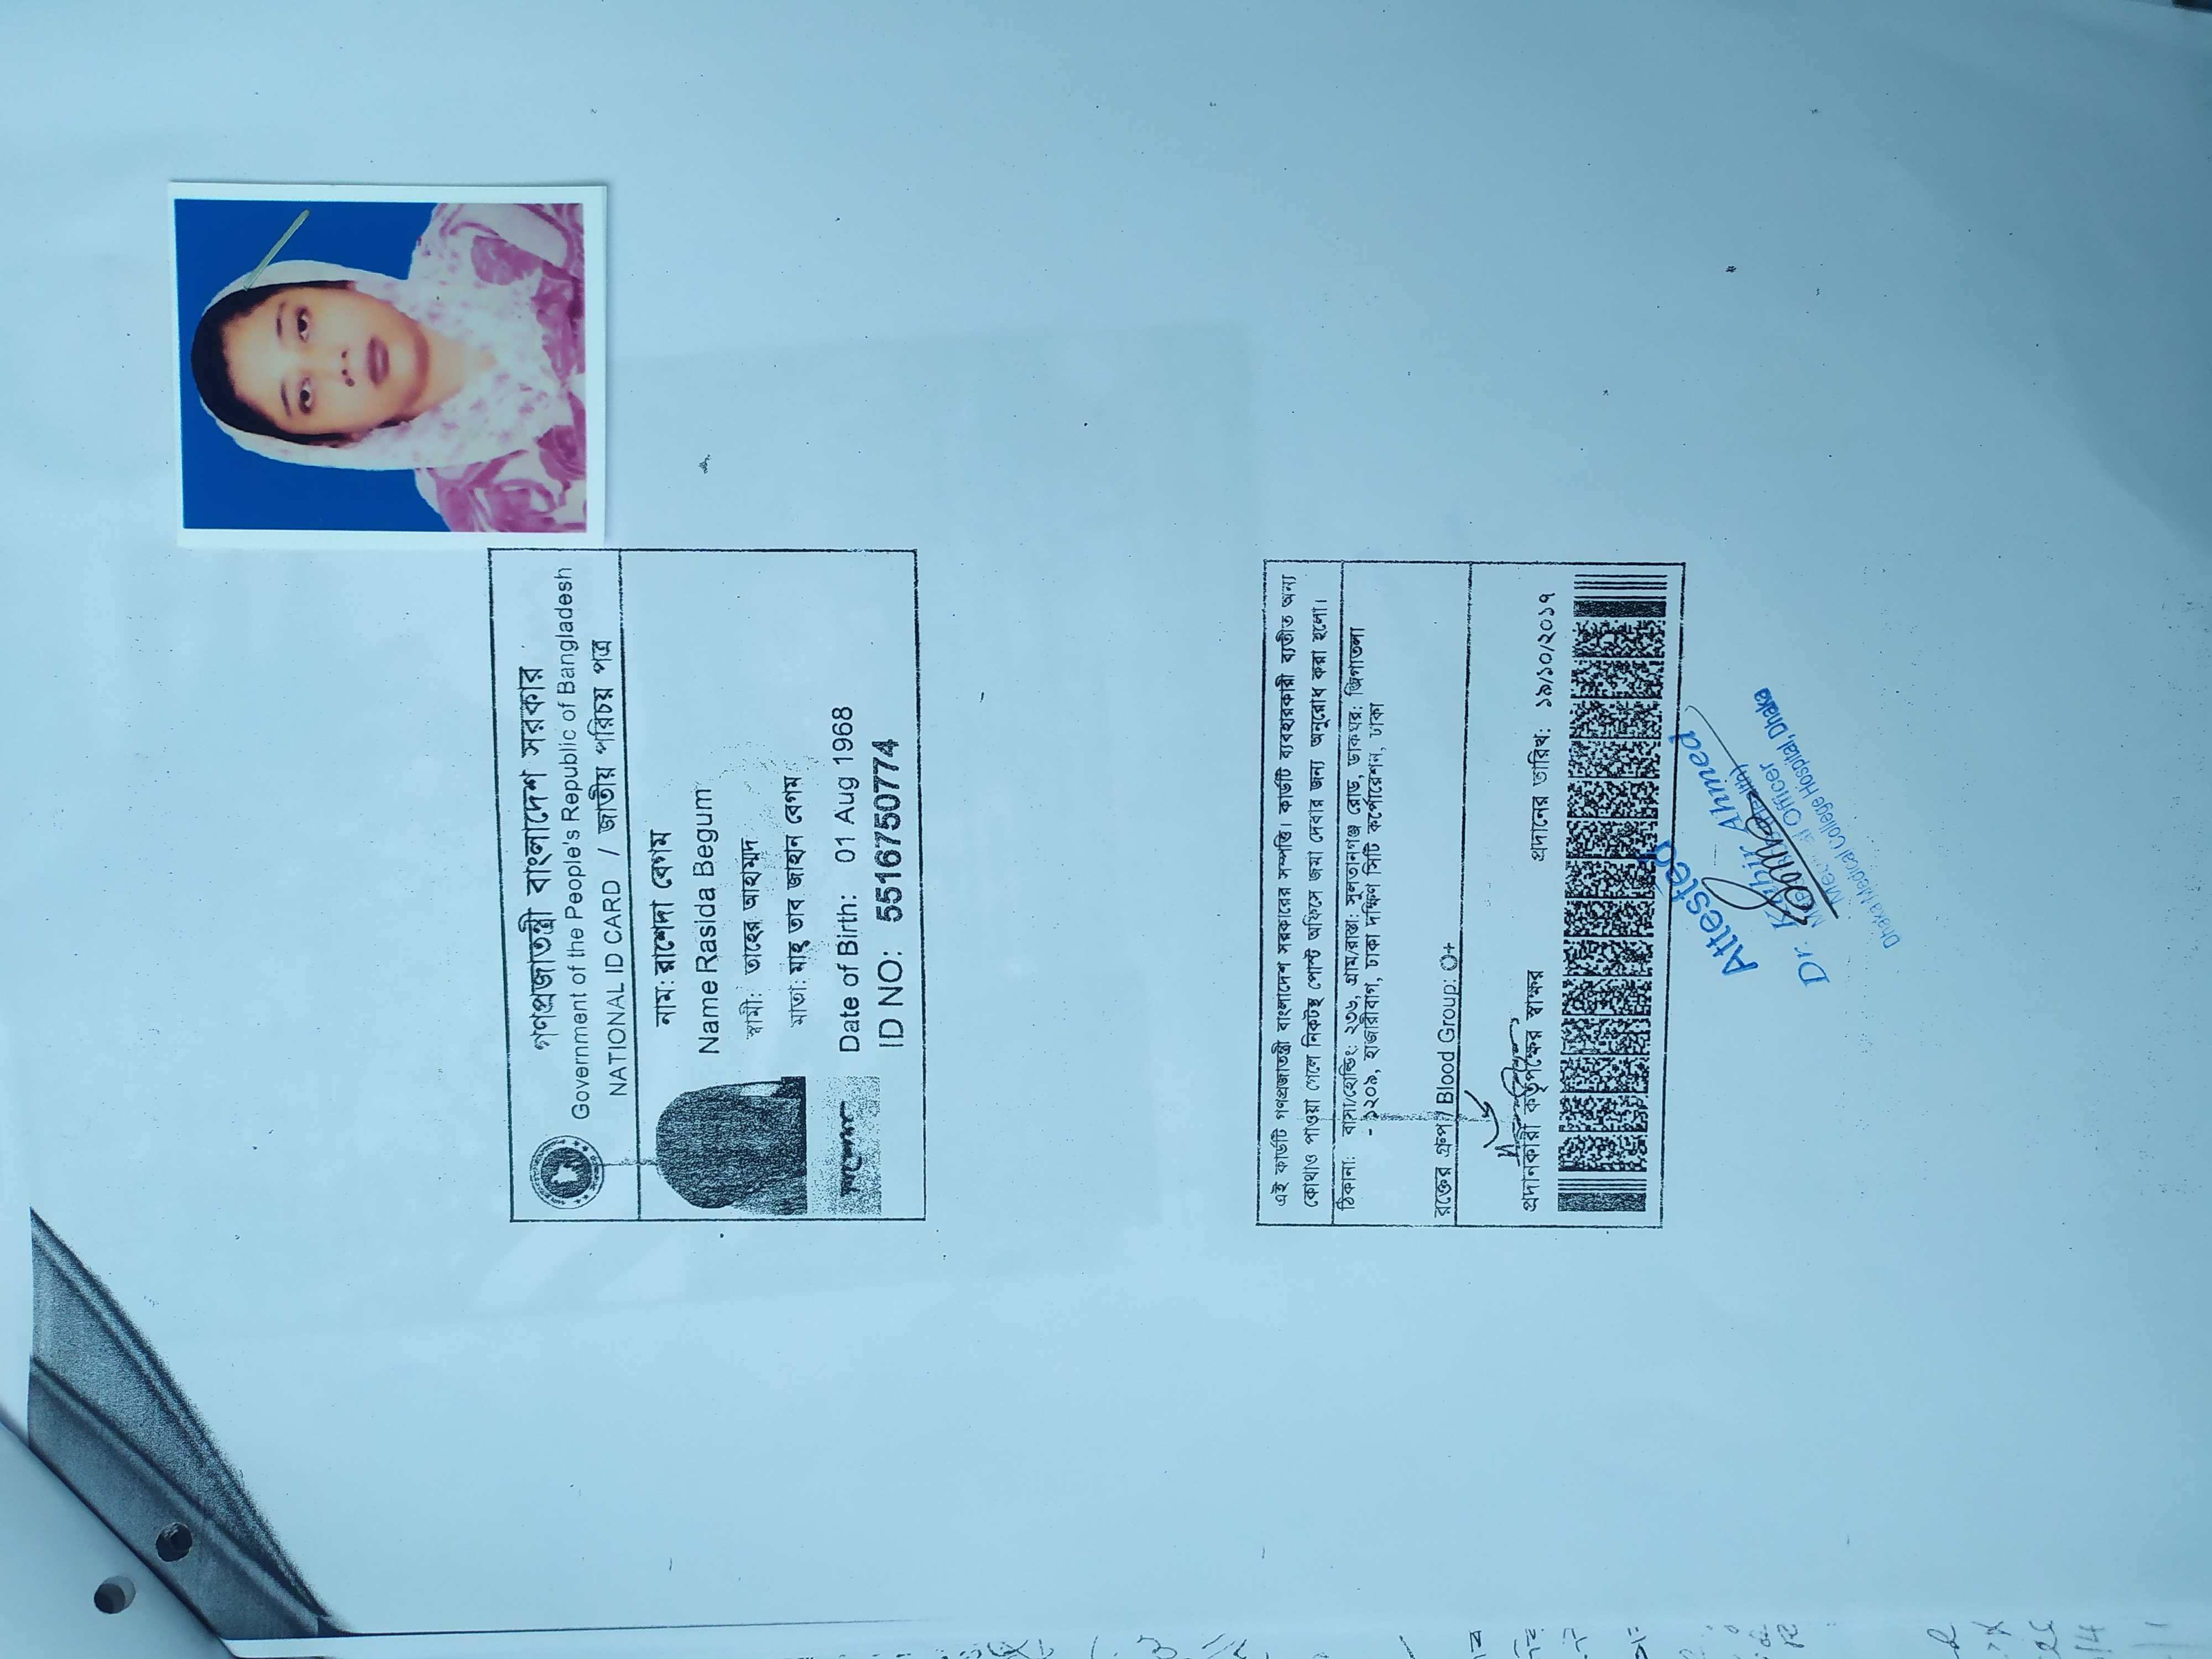 গণপ্রজাতন্ত্রী বাংলাদেশ সরকার
Government of the People's Republic of Bangladesh
NATIONAL ID CARD / জাতীয় পরিচয় পত্র
নাম: রাশেদা বেগম
Name Rasida Begum
স্বামী: তাহের আহাম্মদ
মাতা: মাহু তাব জাহান বেগম
Date of Birth: 01 Aug 1968
ID NO: 5516750774
এই কার্ডটি গণপ্রজাতন্ত্রী বাংলাদেশ সরকারের সম্পত্তি। কার্ডটি ব্যবহারকারী ব্যতীত অন্য
কোথাও পাওয়া গেলে নিকটস্থ পোস্ট অফিসে জমা দেবার জন্য অনুরোধ করা হলো।
ঠিকানা: বাসা/হোল্ডিং: ২৩৬, গ্রাম/রাস্তা: সুলতানগঞ্জ রোড, ডাকঘর: জিগাতলা
- ১২০৯, হাজারীবাগ, ঢাকা দক্ষিণ সিটি কর্পোরেশন, ঢাকা
রক্তের গ্রুপ / Blood Group: O+
প্রদানকারী কর্তৃপক্ষের স্বাক্ষর প্রদানের তারিখ: ১৯/১০/২০১৭
Attested
Dr. Kabir Ahmed
Officer
Dhaka Medical College Hospital, Dhaka